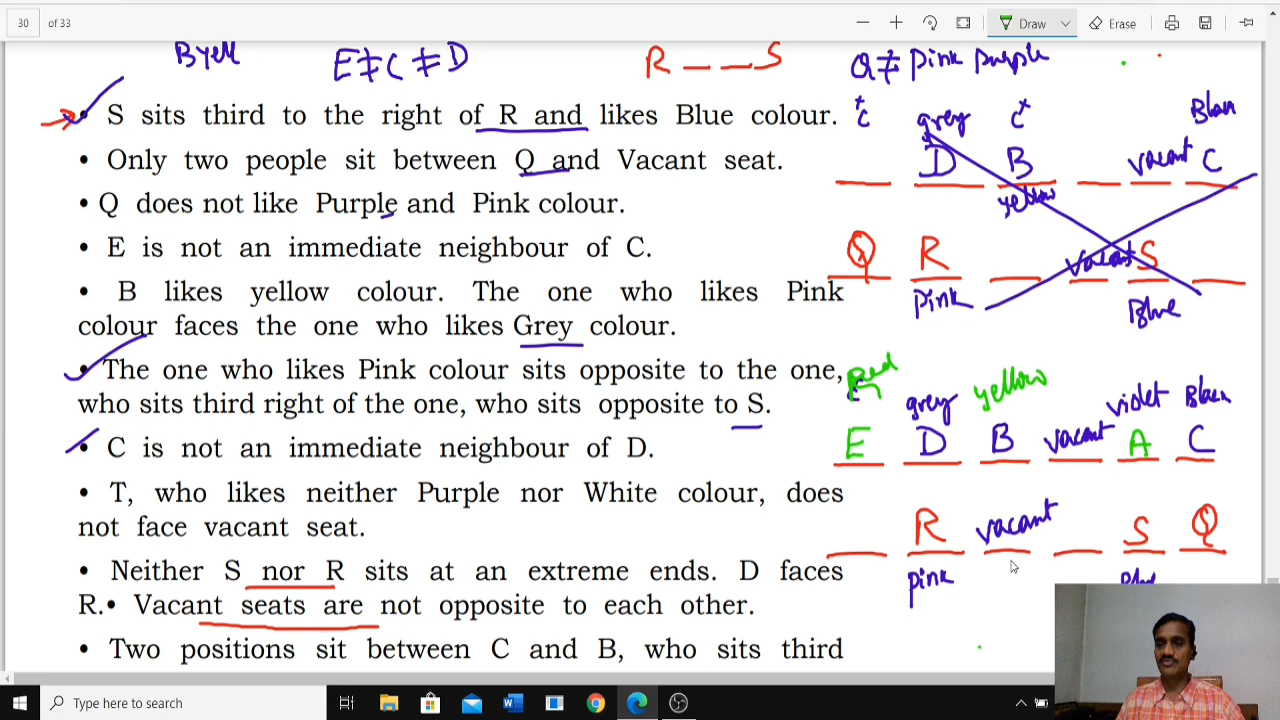 30 of 33
Draw
Erase
Byell E ≠ C ≠ D R _ _ S Q ≠ pink purple
• S sits third to the right of R and likes Blue colour.
• Only two people sit between Q and Vacant seat.
• Q does not like Purple and Pink colour.
• E is not an immediate neighbour of C.
• B likes yellow colour. The one who likes Pink
colour faces the one who likes Grey colour.
• The one who likes Pink colour sits opposite to the one,
who sits third right of the one, who sits opposite to S.
• C is not an immediate neighbour of D.
• T, who likes neither Purple nor White colour, does
not face vacant seat.
• Neither S nor R sits at an extreme ends. D faces
R.• Vacant seats are not opposite to each other.
• Two positions sit between C and B, who sits third
c grey c
D B vacant C
yellow
Q R vacant S
pink Blue
Red grey yellow violet
E D B vacant A C
R vacant S Q
pink
Type here to search